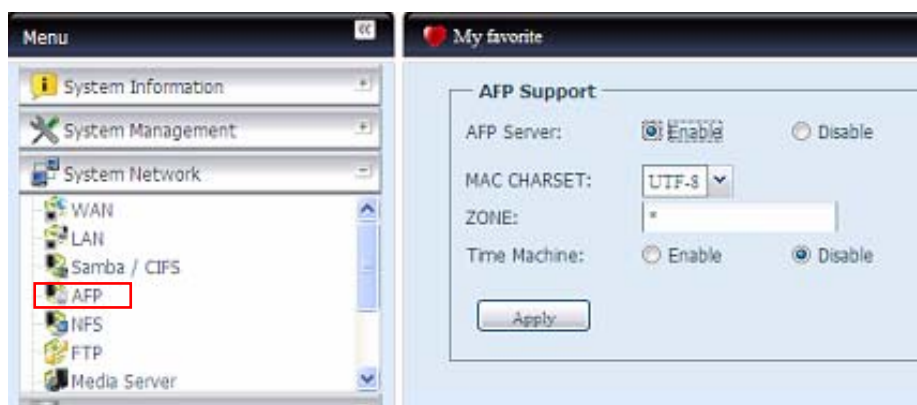 Menu
System Information
System Management
System Network
WAN
LAN
Samba / CIFS
AFP
NFS
FTP
Media Server
My favorite
AFP Support
AFP Server: Enable Disable
MAC CHARSET: UTF-8
ZONE: *
Time Machine: Enable Disable
Apply